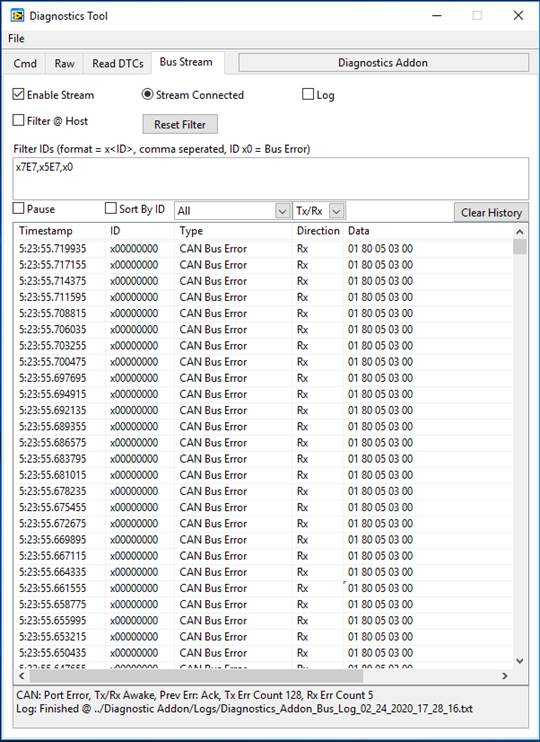 Diagnostics Tool
File
Cmd Raw Read DTCs Bus Stream Diagnostics Addon
Enable Stream Stream Connected Log
Filter @ Host Reset Filter
Filter IDs (format = x<ID>, comma seperated, ID x0 = Bus Error)
x7E7,x5E7,x0
Pause Sort By ID All Tx/Rx Clear History
Timestamp ID Type Direction Data
5:23:55.719935 x00000000 CAN Bus Error Rx 01 80 05 03 00
5:23:55.717155 x00000000 CAN Bus Error Rx 01 80 05 03 00
5:23:55.714375 x00000000 CAN Bus Error Rx 01 80 05 03 00
5:23:55.711595 x00000000 CAN Bus Error Rx 01 80 05 03 00
5:23:55.708815 x00000000 CAN Bus Error Rx 01 80 05 03 00
5:23:55.706035 x00000000 CAN Bus Error Rx 01 80 05 03 00
5:23:55.703255 x00000000 CAN Bus Error Rx 01 80 05 03 00
5:23:55.700475 x00000000 CAN Bus Error Rx 01 80 05 03 00
5:23:55.697695 x00000000 CAN Bus Error Rx 01 80 05 03 00
5:23:55.694915 x00000000 CAN Bus Error Rx 01 80 05 03 00
5:23:55.692135 x00000000 CAN Bus Error Rx 01 80 05 03 00
5:23:55.689355 x00000000 CAN Bus Error Rx 01 80 05 03 00
5:23:55.686575 x00000000 CAN Bus Error Rx 01 80 05 03 00
5:23:55.683795 x00000000 CAN Bus Error Rx 01 80 05 03 00
5:23:55.681015 x00000000 CAN Bus Error Rx 01 80 05 03 00
5:23:55.678235 x00000000 CAN Bus Error Rx 01 80 05 03 00
5:23:55.675455 x00000000 CAN Bus Error Rx 01 80 05 03 00
5:23:55.672675 x00000000 CAN Bus Error Rx 01 80 05 03 00
5:23:55.669895 x00000000 CAN Bus Error Rx 01 80 05 03 00
5:23:55.667115 x00000000 CAN Bus Error Rx 01 80 05 03 00
5:23:55.664335 x00000000 CAN Bus Error Rx 01 80 05 03 00
5:23:55.661555 x00000000 CAN Bus Error Rx 01 80 05 03 00
5:23:55.658775 x00000000 CAN Bus Error Rx 01 80 05 03 00
5:23:55.655995 x00000000 CAN Bus Error Rx 01 80 05 03 00
5:23:55.653215 x00000000 CAN Bus Error Rx 01 80 05 03 00
5:23:55.650435 x00000000 CAN Bus Error Rx 01 80 05 03 00
5:23:55.647655 x00000000 CAN Bus Error Rx 01 80 05 03 00
CAN: Port Error, Tx/Rx Awake, Prev Err: Ack, Tx Err Count 128, Rx Err Count 5
Log: Finished @ ../Diagnostic Addon/Logs/Diagnostics_Addon_Bus_Log_02_24_2020_17_28_16.txt